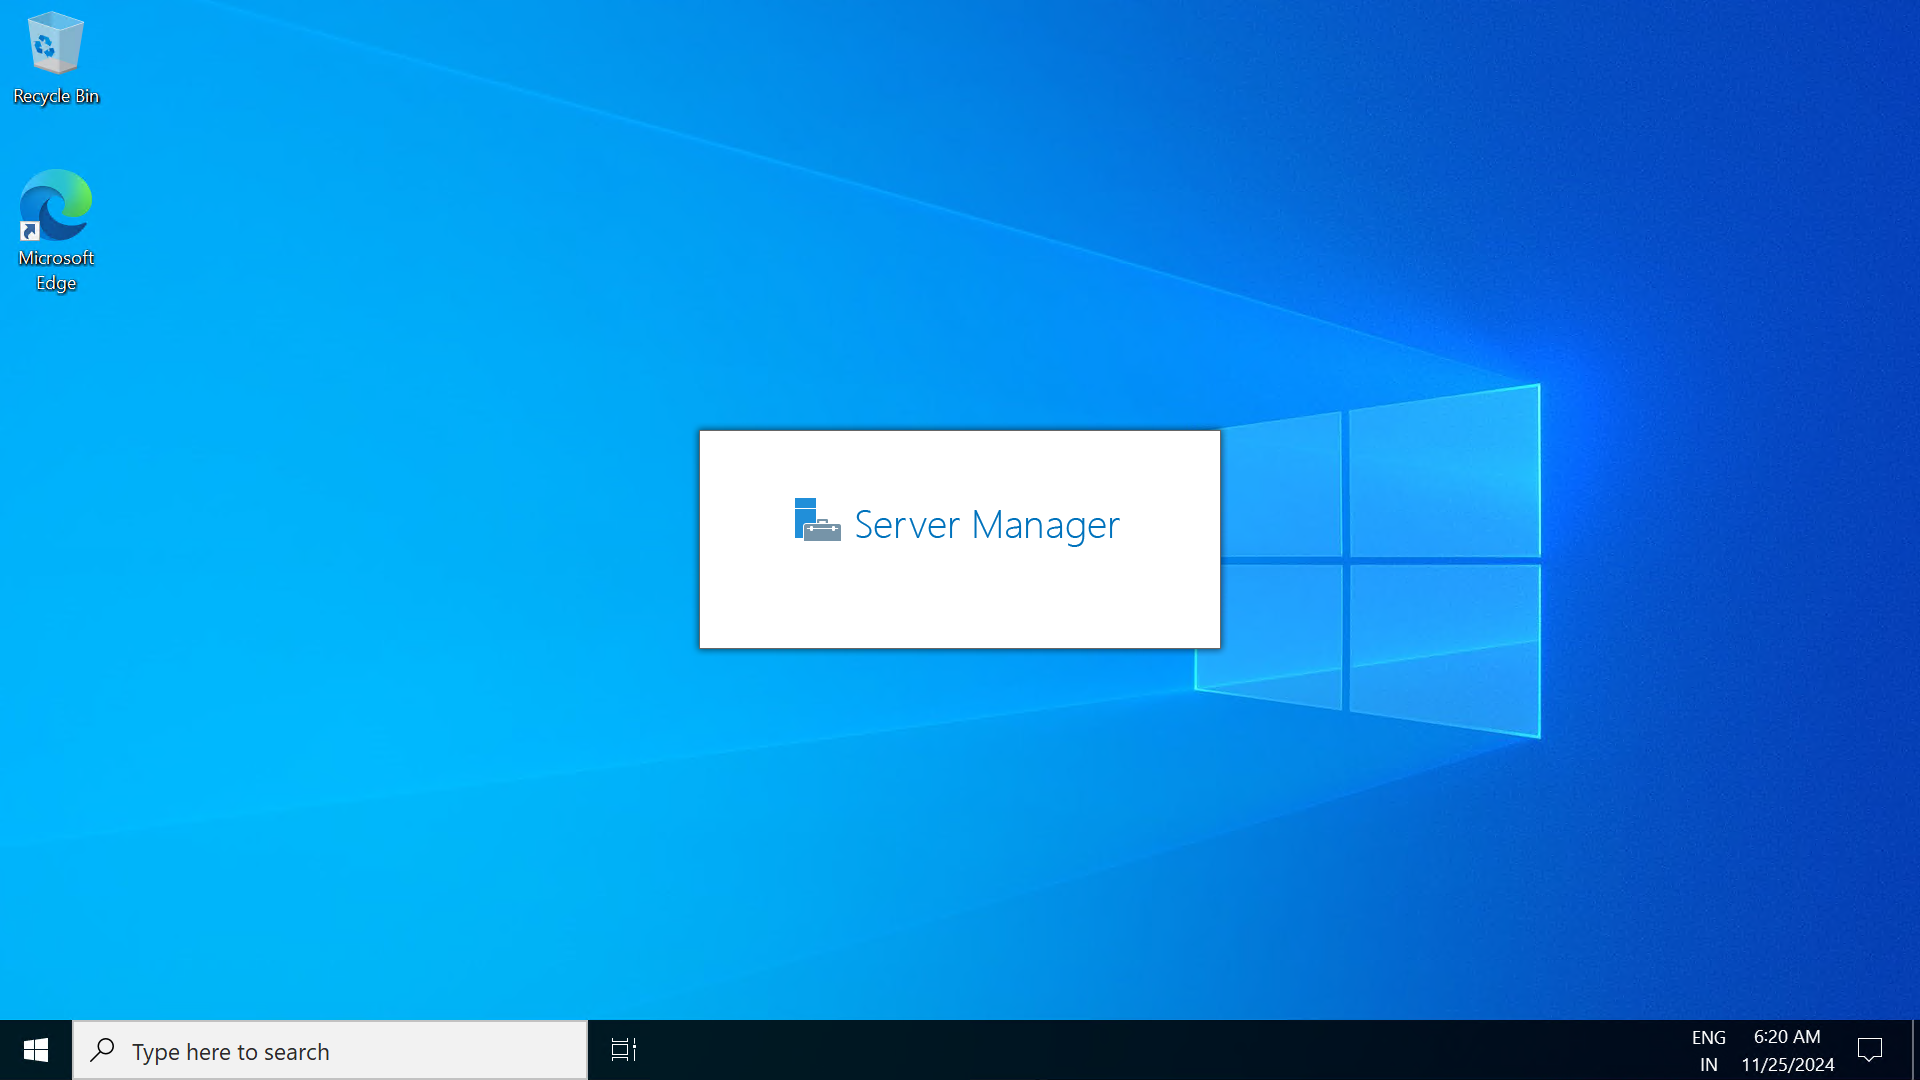 Recycle Bin
Microsoft
Edge
Server Manager
Type here to search
ENG
IN
6:20 AM
11/25/2024